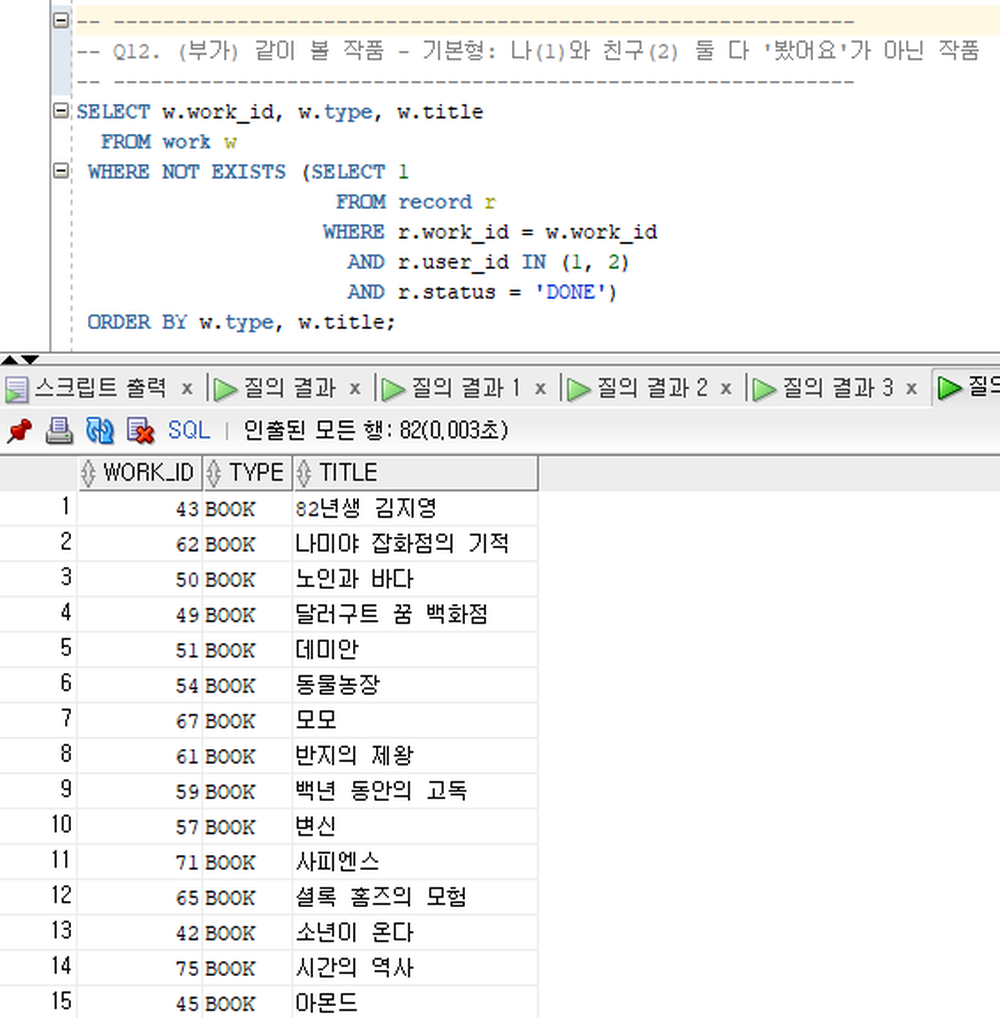 -- ------------------------------------------------------------
-- Q12. (부가) 같이 볼 작품 - 기본형: 나(1)와 친구(2) 둘 다 '봤어요'가 아닌 작품
-- ------------------------------------------------------------
SELECT w.work_id, w.type, w.title
FROM work w
WHERE NOT EXISTS (SELECT 1
FROM record r
WHERE r.work_id = w.work_id
AND r.user_id IN (1, 2)
AND r.status = 'DONE')
ORDER BY w.type, w.title;
스크립트 출력 x 질의 결과 x 질의 결과 1 x 질의 결과 2 x 질의 결과 3 x
SQL | 인출된 모든 행: 82(0,003초)
WORK_ID TYPE TITLE
1 43 BOOK 82년생 김지영
2 62 BOOK 나미야 잡화점의 기적
3 50 BOOK 노인과 바다
4 49 BOOK 달러구트 꿈 백화점
5 51 BOOK 데미안
6 54 BOOK 동물농장
7 67 BOOK 모모
8 61 BOOK 반지의 제왕
9 59 BOOK 백년 동안의 고독
10 57 BOOK 변신
11 71 BOOK 사피엔스
12 65 BOOK 셜록 홈즈의 모험
13 42 BOOK 소년이 온다
14 75 BOOK 시간의 역사
15 45 BOOK 아몬드